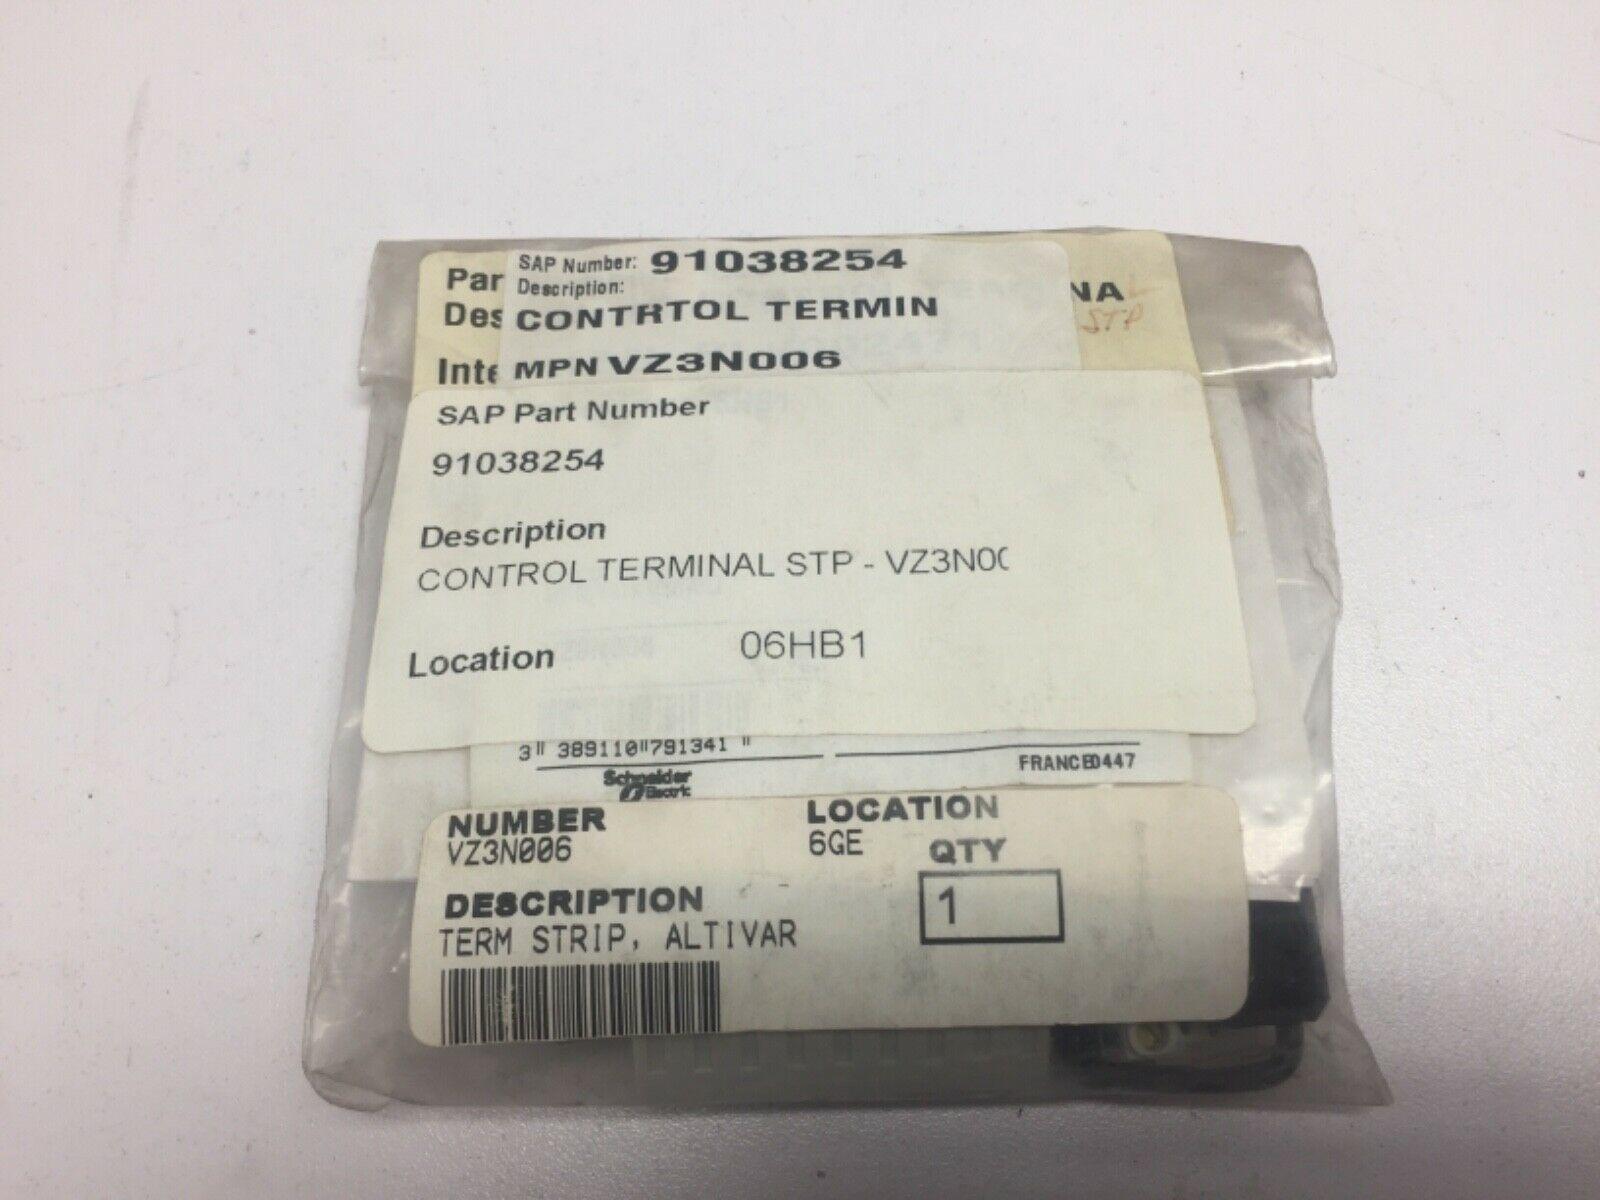 Par
SAP Number: 91038254
Des
Description:
CONTRTOL TERMIN
NAL
STP
Inte
MPN VZ3N006
SAP Part Number
91038254
Description
CONTROL TERMINAL STP - VZ3N00
Location 06HB1
3 389110 791341
FRANCE0447
Schneider
Electric
NUMBER
VZ3N006
LOCATION
6GE
QTY
1
DESCRIPTION
TERM STRIP, ALTIVAR